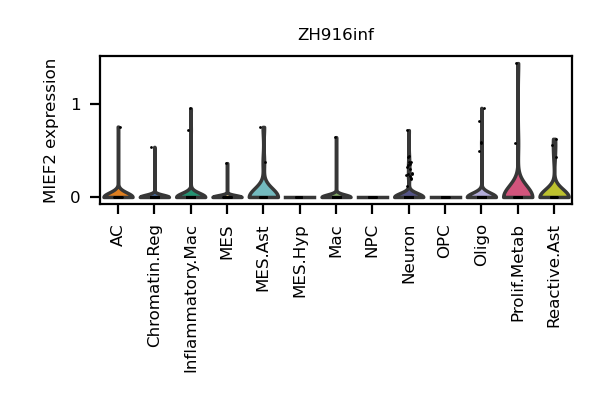 ZH916inf
MIEF2 expression
1
0
AC
Chromatin.Reg
Inflammatory.Mac
MES
MES.Ast
MES.Hyp
Mac
NPC
Neuron
OPC
Oligo
Prolif.Metab
Reactive.Ast